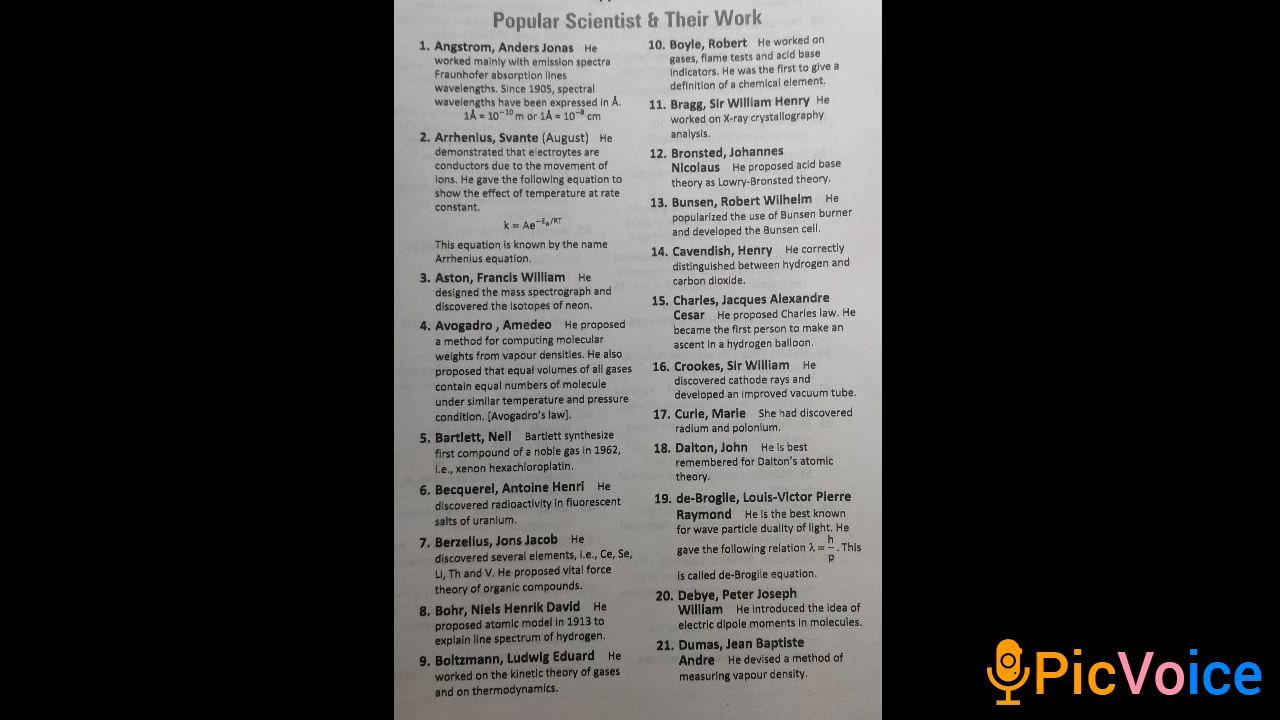 Popular Scientist & Their Work
1. Angstrom, Anders Jonas He
worked mainly with emission spectra
Fraunhofer absorption lines
wavelengths. Since 1905, spectral
wavelengths have been expressed in Å.
1Å = 10⁻¹⁰ m or 1Å = 10⁻⁸ cm
2. Arrhenius, Svante (August) He
demonstrated that electroytes are
conductors due to the movement of
ions. He gave the following equation to
show the effect of temperature at rate
constant.
k = Ae^(−Eₐ/RT)
This equation is known by the name
Arrhenius equation.
3. Aston, Francis William He
designed the mass spectrograph and
discovered the isotopes of neon.
4. Avogadro , Amedeo He proposed
a method for computing molecular
weights from vapour densities. He also
proposed that equal volumes of all gases
contain equal numbers of molecule
under similar temperature and pressure
condition. [Avogadro's law].
5. Bartlett, Neil Bartlett synthesize
first compound of a noble gas in 1962,
i.e., xenon hexachloroplatin.
6. Becquerel, Antoine Henri He
discovered radioactivity in fluorescent
salts of uranium.
7. Berzelius, Jons Jacob He
discovered several elements, i.e., Ce, Se,
Li, Th and V. He proposed vital force
theory of organic compounds.
8. Bohr, Niels Henrik David He
proposed atomic model in 1913 to
explain line spectrum of hydrogen.
9. Boltzmann, Ludwig Eduard He
worked on the kinetic theory of gases
and on thermodynamics.
10. Boyle, Robert He worked on
gases, flame tests and acid base
indicators. He was the first to give a
definition of a chemical element.
11. Bragg, Sir William Henry He
worked on X-ray crystallography
analysis.
12. Bronsted, Johannes
Nicolaus He proposed acid base
theory as Lowry-Bronsted theory.
13. Bunsen, Robert Wilhelm He
popularized the use of Bunsen burner
and developed the Bunsen cell.
14. Cavendish, Henry He correctly
distinguished between hydrogen and
carbon dioxide.
15. Charles, Jacques Alexandre
Cesar He proposed Charles law. He
became the first person to make an
ascent in a hydrogen balloon.
16. Crookes, Sir William He
discovered cathode rays and
developed an improved vacuum tube.
17. Curie, Marie She had discovered
radium and polonium.
18. Dalton, John He is best
remembered for Dalton's atomic
theory.
19. de-Broglie, Louis-Victor Pierre
Raymond He is the best known
for wave particle duality of light. He
gave the following relation λ = h/p. This
is called de-Broglie equation.
20. Debye, Peter Joseph
William He introduced the idea of
electric dipole moments in molecules.
21. Dumas, Jean Baptiste
Andre He devised a method of
measuring vapour density.
PicVoice